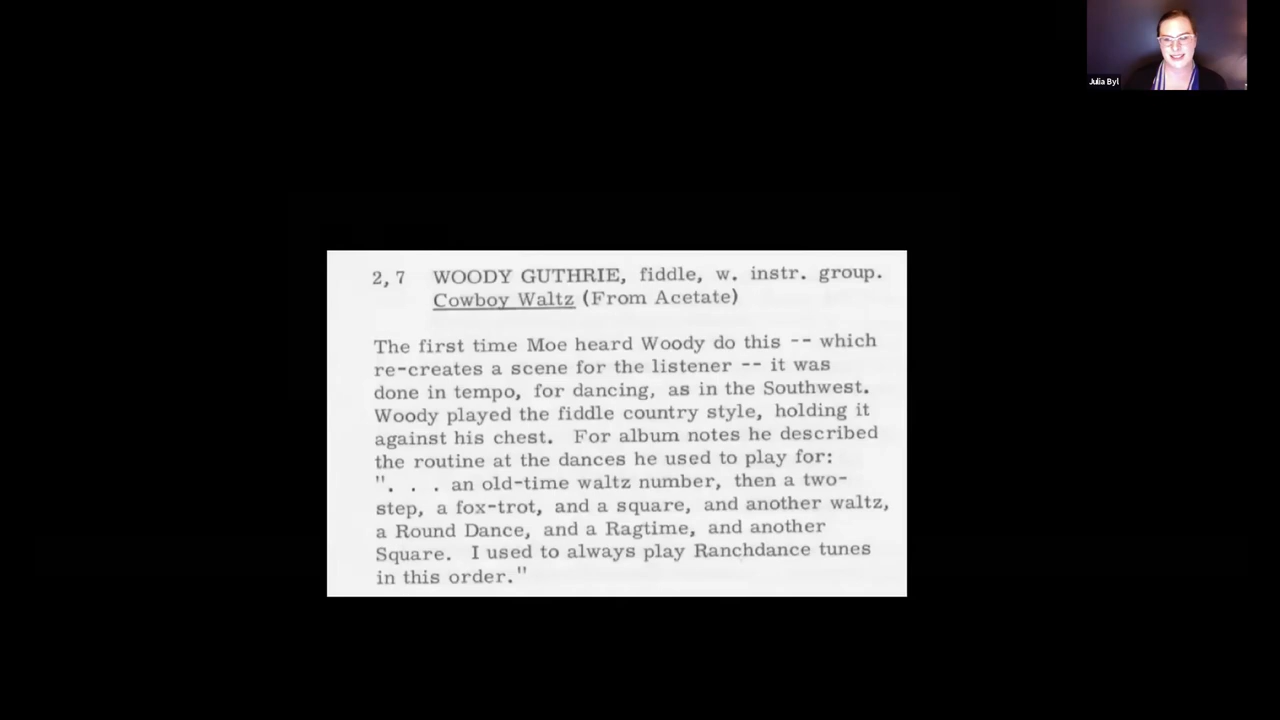 Julia Byl
2, 7 WOODY GUTHRIE, fiddle, w. instr. group.
Cowboy Waltz (From Acetate)
The first time Moe heard Woody do this -- which
re-creates a scene for the listener -- it was
done in tempo, for dancing, as in the Southwest.
Woody played the fiddle country style, holding it
against his chest. For album notes he described
the routine at the dances he used to play for:
". . . an old-time waltz number, then a two-
step, a fox-trot, and a square, and another waltz,
a Round Dance, and a Ragtime, and another
Square. I used to always play Ranchdance tunes
in this order."